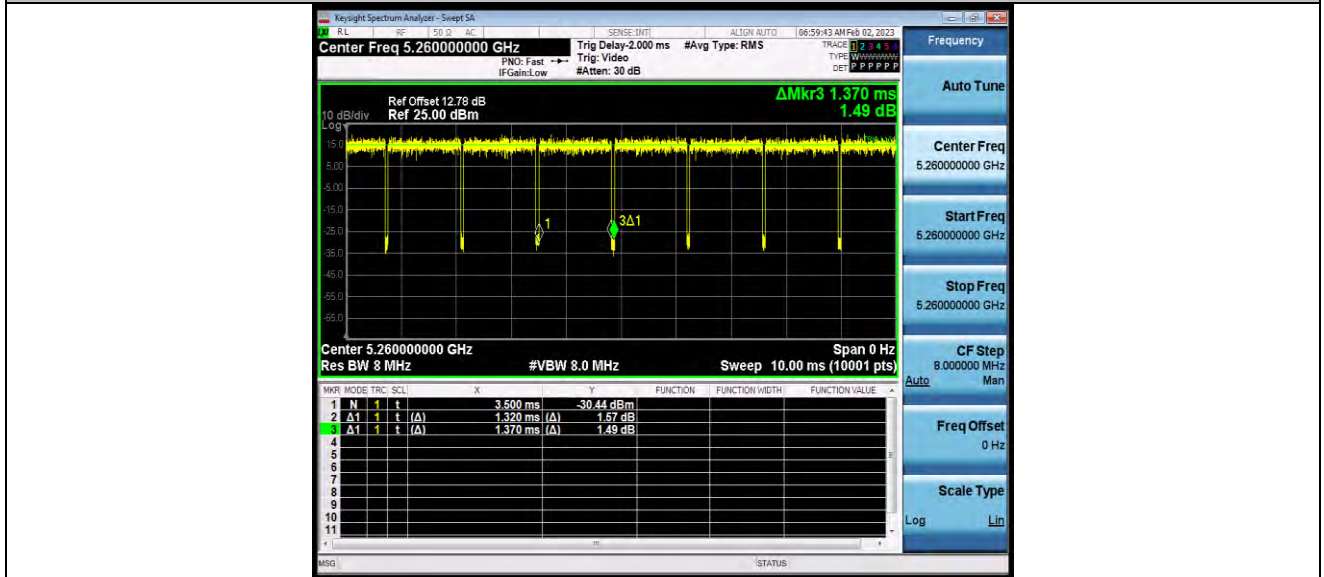 Keysight Spectrum Analyzer - Swept SA
RL RF 50 Ω AC SENSE:INT ALIGN AUTO 06:59:43 AM Feb 02, 2023
Center Freq 5.260000000 GHz
Trig Delay-2.000 ms #Avg Type: RMS
TRACE 1 2 3 4 5 6
PNO: Fast Trig: Video
TYPE WWWWWW
IFGain:Low #Atten: 30 dB
DET P P P P P P
ΔMkr3 1.370 ms
1.49 dB
Ref Offset 12.78 dB
10 dB/div Ref 25.00 dBm
Log
15.0
5.00
-5.00
-15.0
-25.0
-35.0
-45.0
-55.0
-65.0
1
3Δ1
Center 5.260000000 GHz Span 0 Hz
Res BW 8 MHz #VBW 8.0 MHz Sweep 10.00 ms (10001 pts)
MKR MODE TRC SCL X Y FUNCTION FUNCTION WIDTH FUNCTION VALUE
1 N 1 t 3.500 ms -30.44 dBm
2 Δ1 1 t (Δ) 1.320 ms (Δ) 1.57 dB
3 Δ1 1 t (Δ) 1.370 ms (Δ) 1.49 dB
4
5
6
7
8
9
10
11
MSG STATUS
Frequency
Auto Tune
Center Freq
5.260000000 GHz
Start Freq
5.260000000 GHz
Stop Freq
5.260000000 GHz
CF Step
8.000000 MHz
Auto Man
Freq Offset
0 Hz
Scale Type
Log Lin